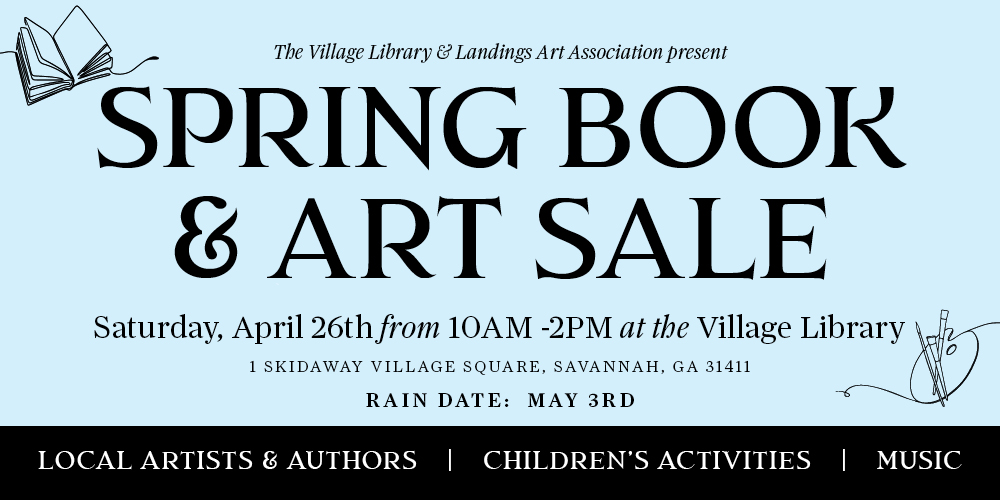 The Village Library & Landings Art Association present
SPRING BOOK
& ART SALE
Saturday, April 26th from 10AM -2PM at the Village Library
1 SKIDAWAY VILLAGE SQUARE, SAVANNAH, GA 31411
RAIN DATE: MAY 3RD
LOCAL ARTISTS & AUTHORS | CHILDREN'S ACTIVITIES | MUSIC